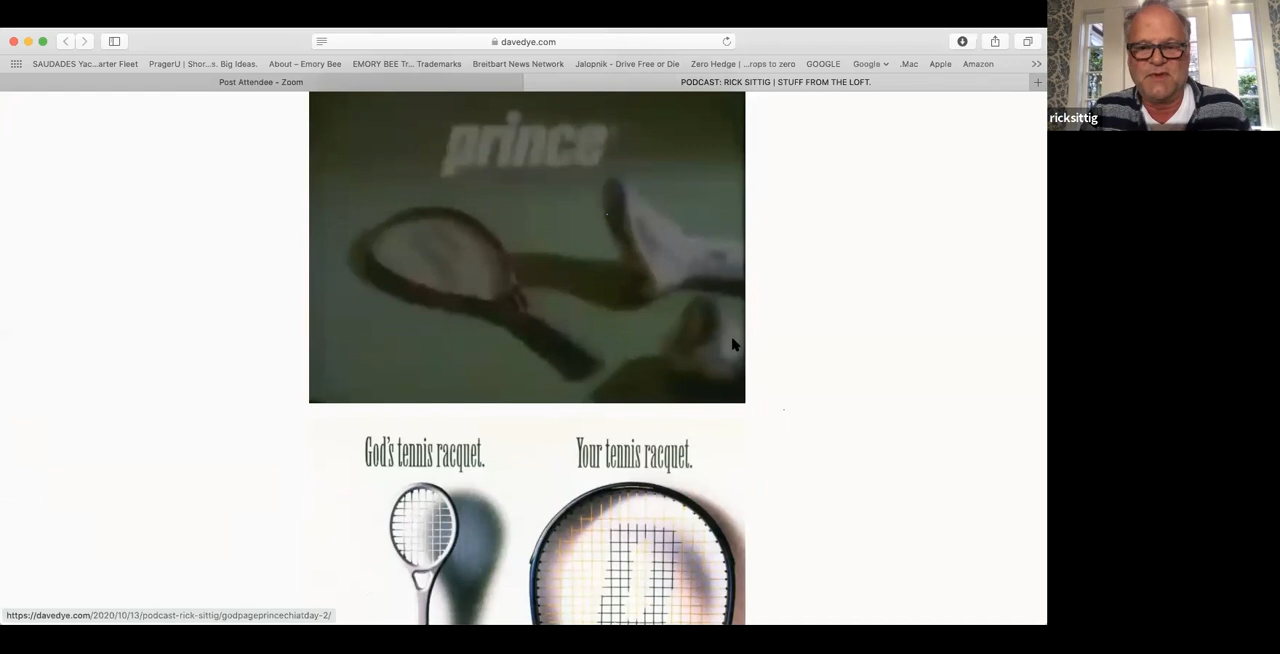 davedye.com
SAUDADES Yac...arter Fleet PragerU | Shor...s. Big Ideas. About – Emory Bee EMORY BEE Tr... Trademarks Breitbart News Network Jalopnik - Drive Free or Die Zero Hedge | ...rops to zero GOOGLE Google .Mac Apple Amazon >>
Post Attendee - Zoom PODCAST: RICK SITTIG | STUFF FROM THE LOFT. +
ricksittig
prince
God's tennis racquet. Your tennis racquet.
https://davedye.com/2020/10/13/podcast-rick-sittig/godpageprincechiatday-2/